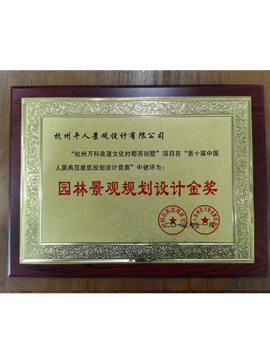 杭州千人景观设计有限公司
"杭州万科良渚文化村郡西别墅"项目在"第十届中国
人居典范建筑规划设计竞赛"中被评为:
园林景观规划设计金奖